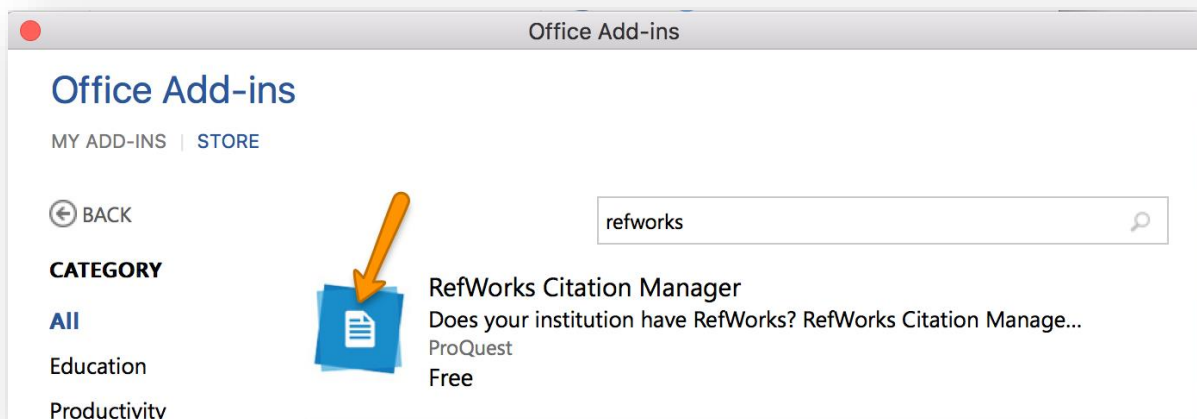 Office Add-ins
Office Add-ins
MY ADD-INS | STORE
BACK
refworks
CATEGORY
All
Education
Productivity
RefWorks Citation Manager
Does your institution have RefWorks? RefWorks Citation Manage...
ProQuest
Free